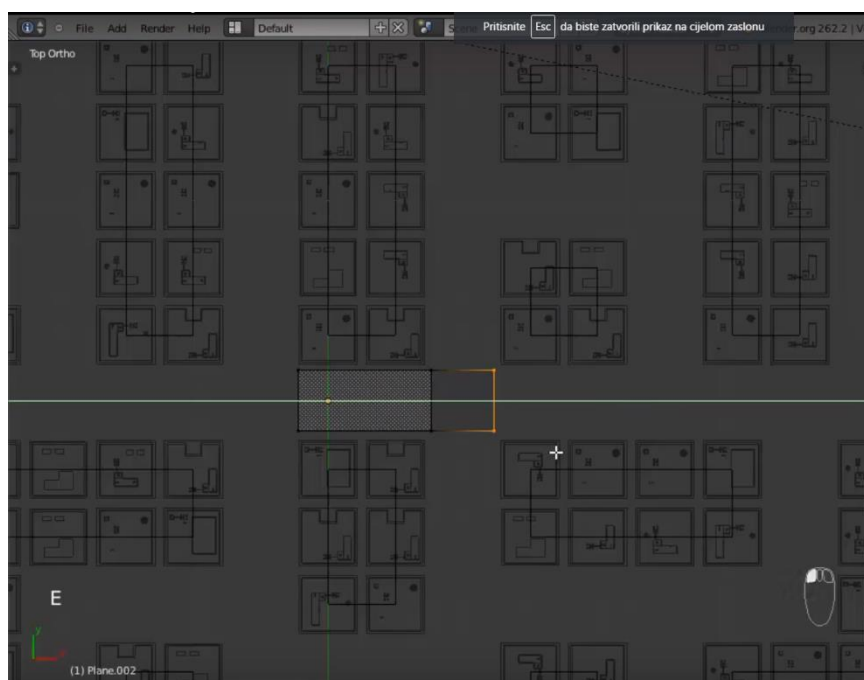 File Add Render Help Default Scene Pritisnite Esc da biste zatvorili prikaz na cijelom zaslonu .org 262.2 | V
Top Ortho
E
y
x
(1) Plane.002